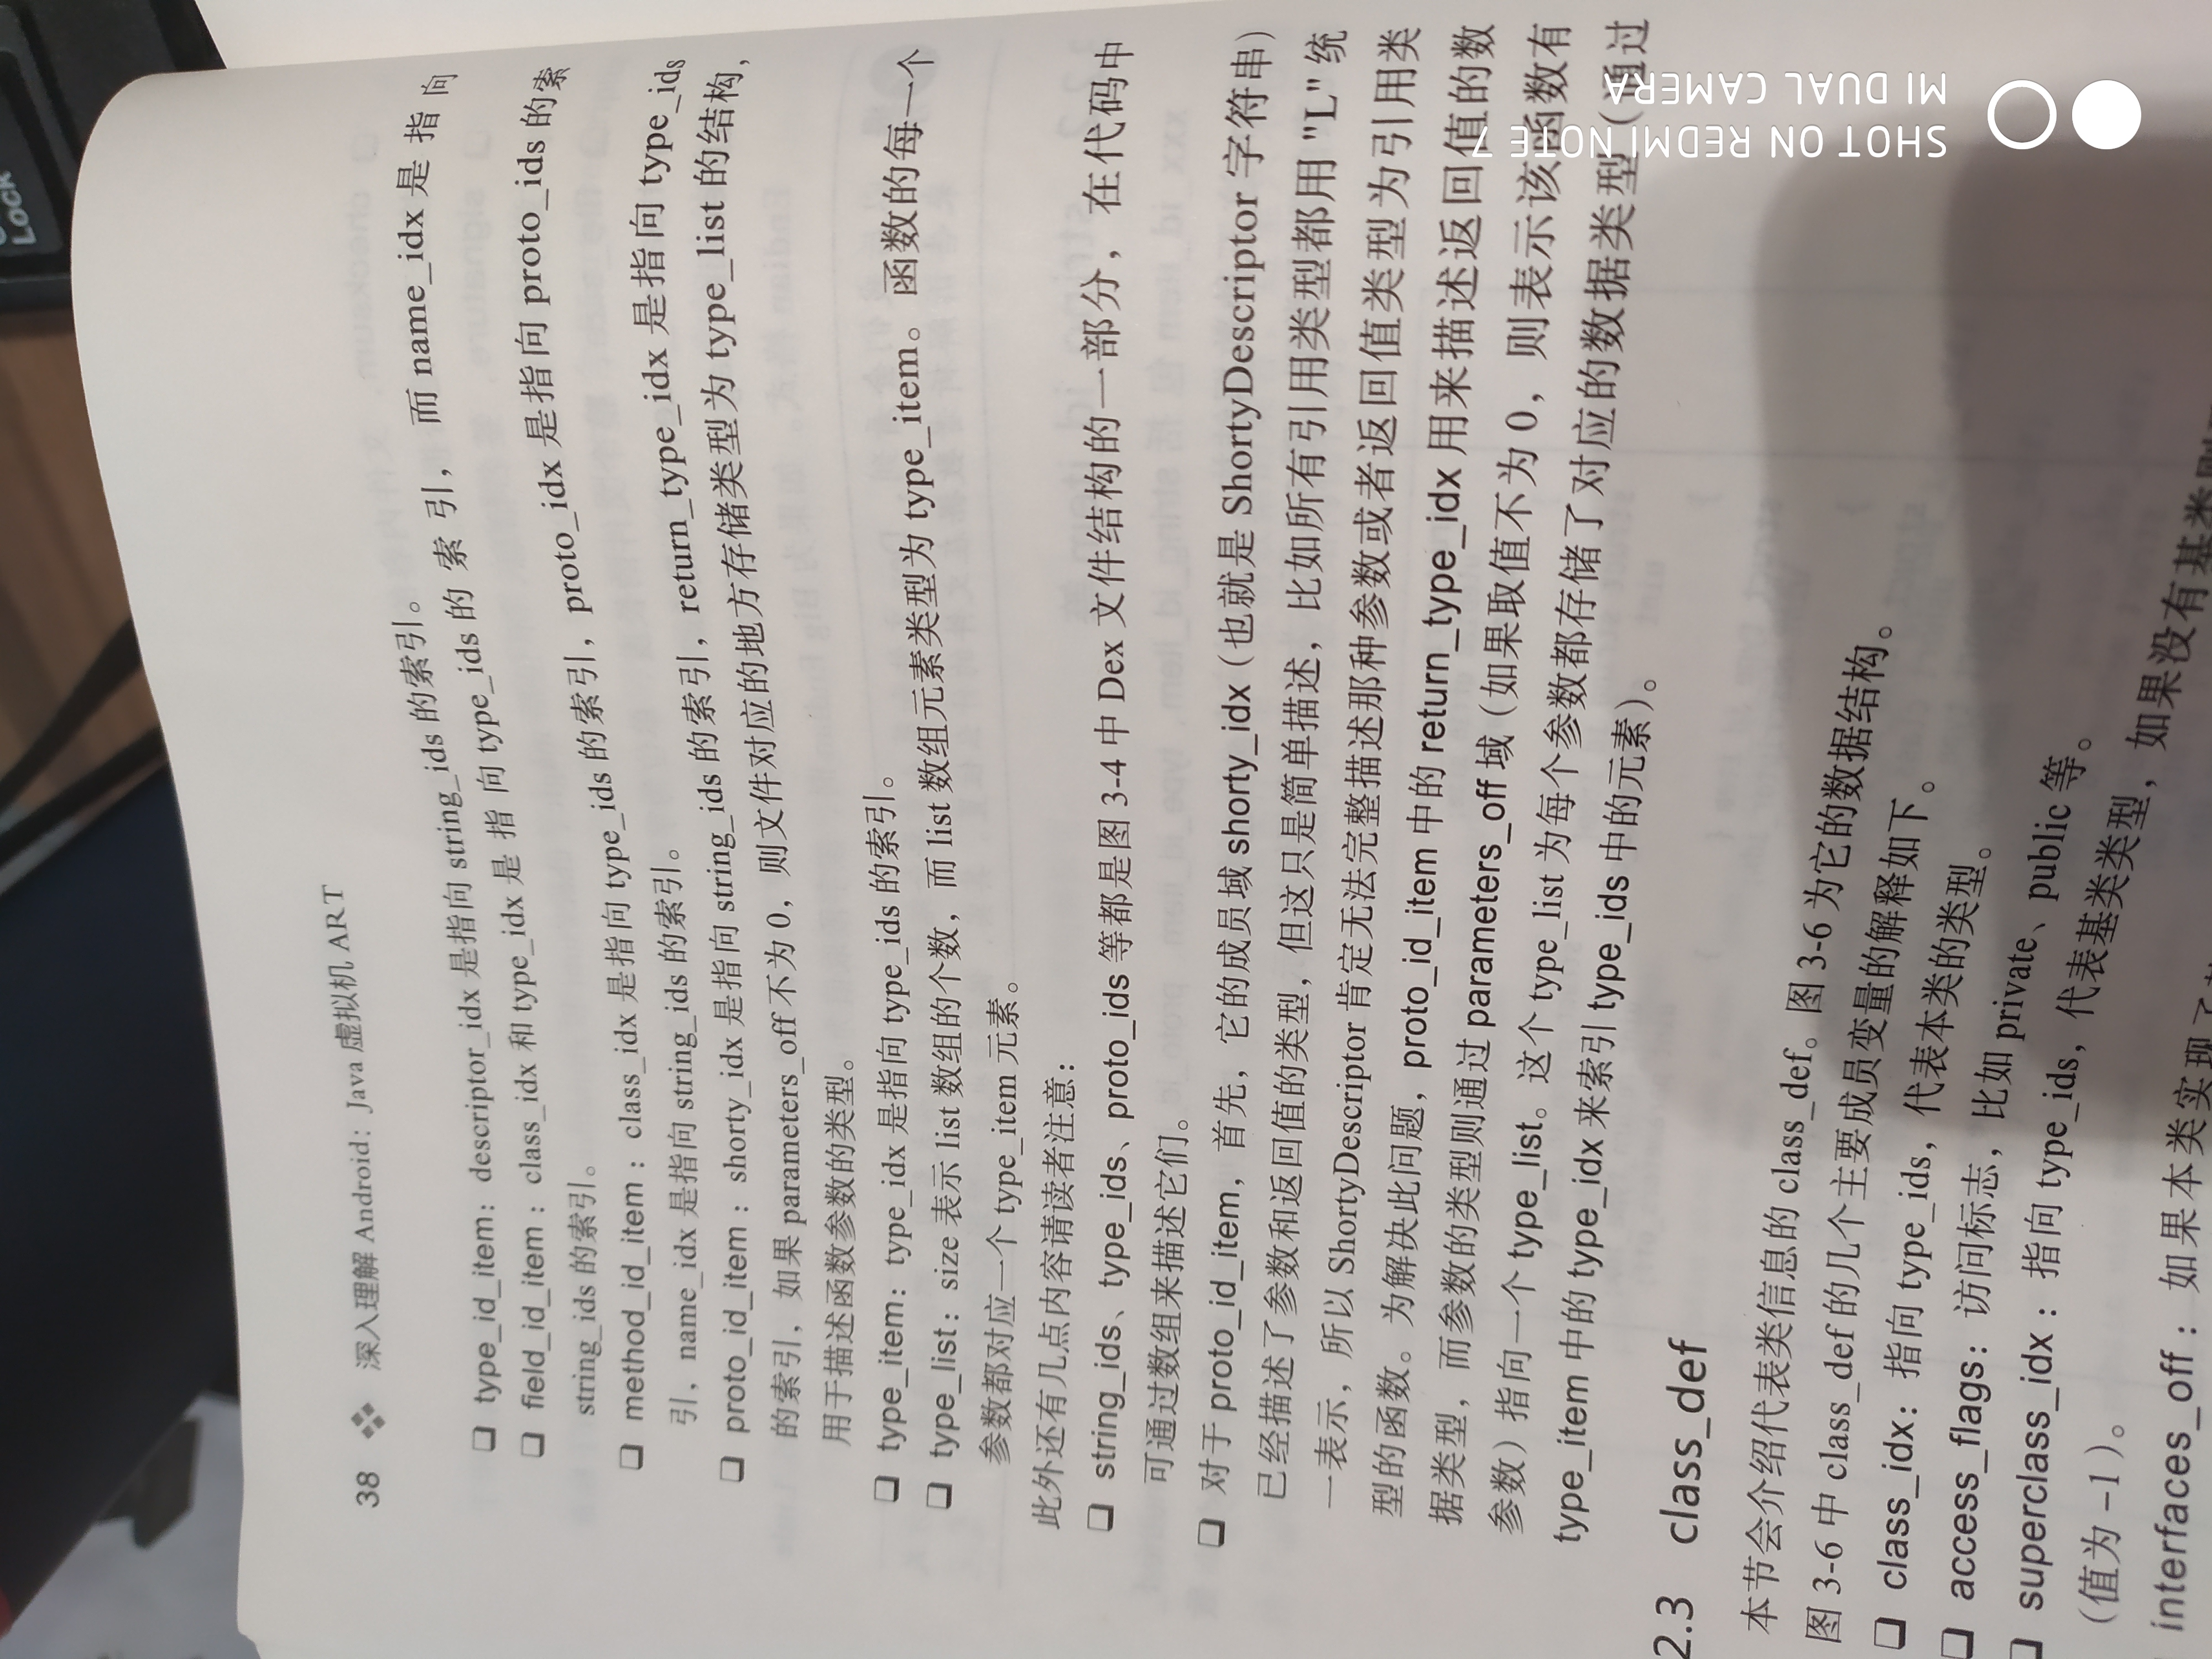 38 ❖ 深入理解 Android：Java 虚拟机 ART
❑ type_id_item：descriptor_idx 是指向 string_ids 的索引。
❑ field_id_item：class_idx 和 type_idx 是指向 type_ids 的索引，而 name_idx 是指向
string_ids 的索引。
❑ method_id_item：class_idx 是指向 type_ids 的索引，proto_idx 是指向 proto_ids 的索
引，name_idx 是指向 string_ids 的索引。
❑ proto_id_item：shorty_idx 是指向 string_ids 的索引，return_type_idx 是指向 type_ids
的索引，如果 parameters_off 不为 0，则文件对应的地方存储类型为 type_list 的结构，
用于描述函数参数的类型。
❑ type_item：type_idx 是指向 type_ids 的索引。
❑ type_list：size 表示 list 数组的个数，而 list 数组元素类型为 type_item。函数的每一个
参数都对应一个 type_item 元素。
此外还有几点内容请读者注意：
❑ string_ids、type_ids、proto_ids 等都是图 3-4 中 Dex 文件结构的一部分，在代码中
可通过数组来描述它们。
❑ 对于 proto_id_item，首先，它的成员域 shorty_idx（也就是 ShortyDescriptor 字符串）
已经描述了参数和返回值的类型，但这只是简单描述，比如所有引用类型都用 "L" 统
一表示，所以 ShortyDescriptor 肯定无法完整描述那种参数或者返回值类型为引用类
型的函数。为解决此问题，proto_id_item 中的 return_type_idx 用来描述返回值的数
据类型，而参数的类型则通过 parameters_off 域（如果取值不为 0，则表示该函数有
参数）指向一个 type_list。这个 type_list 为每个参数都存储了对应的数据类型（通过
type_item 中的 type_idx 来索引 type_ids 中的元素）。
2.3 class_def
本节会介绍代表类信息的 class_def。图 3-6 为它的数据结构。
图 3-6 中 class_def 的几个主要成员变量的解释如下。
❑ class_idx：指向 type_ids，代表本类的类型。
❑ access_flags：访问标志，比如 private、public 等。
❑ superclass_idx：指向 type_ids，代表基类类型，如果没有基类则
（值为 -1）。
interfaces_off：如果本类实现了
SHOT ON REDMI NOTE 7
MI DUAL CAMERA